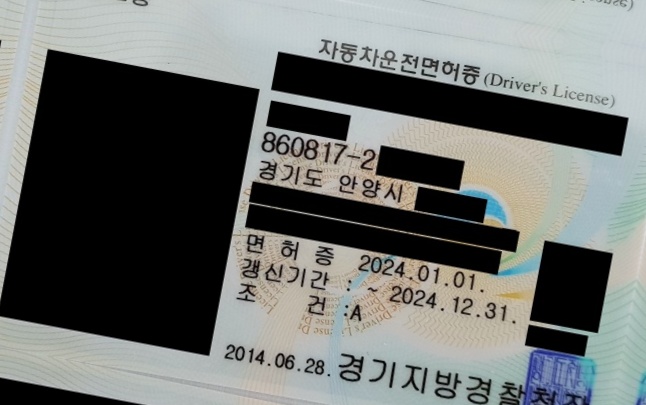 자동차운전면허증 (Driver's License)
860817-2
경기도 안양시
면 허 증 2024.01.01.
갱신기간 : ~ 2024.12.31.
조 건 :A
2014.06.28. 경기지방경찰청장